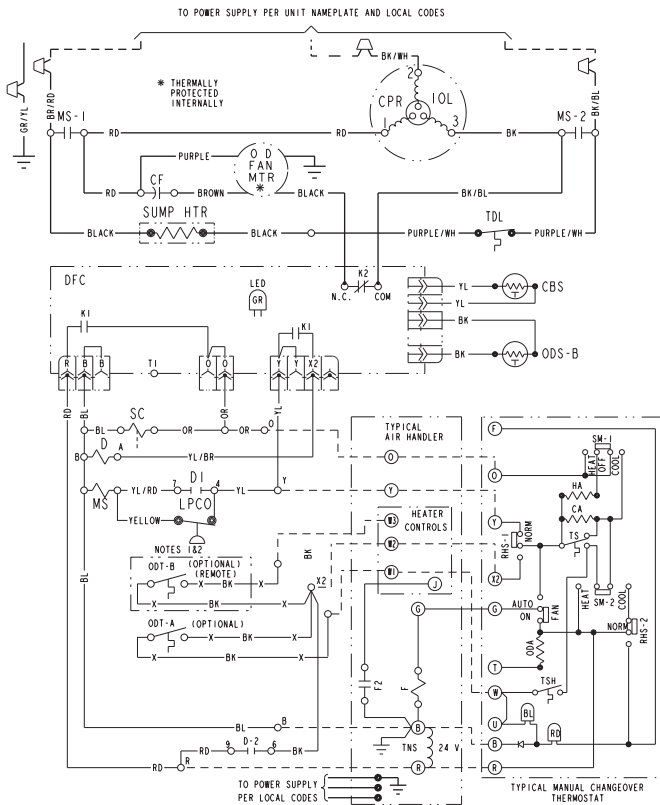 TO POWER SUPPLY PER UNIT NAMEPLATE AND LOCAL CODES
BK/WH
GR/YL
BR/RD
BK/BL
* THERMALLY
PROTECTED
INTERNALLY
2
CPR
IOL
1
3
MS-1
MS-2
RD
RD
BK
PURPLE
O D
FAN
MTR
*
CF
RD
BROWN
BLACK
BK/BL
SUMP HTR
TDL
BLACK
BLACK
PURPLE/WH
PURPLE/WH
DFC
LED
GR
K2
N.C.
COM
YL
CBS
YL
BK
BK
ODS-B
K1
K1
R
B
B
T1
O
O
Y
Y
X2
RD
BL
OR
YL
SC
BL
OR
OR
O
D
B
A
YL/BR
MS
YL/RD
7
D1
4
YL
Y
LPCO
YELLOW
NOTES 1&2
BK
ODT-B
(OPTIONAL)
(REMOTE)
X
BK
X
BK
X2
ODT-A
(OPTIONAL)
X
BK
X
X
BK
X
BL
BL
B
RD
9
D-2
6
BK
RD
R
TYPICAL
AIR HANDLER
O
Y
HEATER
CONTROLS
W3
W2
W1
J
G
F2
F
B
TNS
24 V
R
TO POWER SUPPLY
PER LOCAL CODES
F
O
Y
X2
G
T
W
U
B
R
SM-1
HEAT
OFF
COOL
HA
CA
RHS-1
NORM
TS
SM-2
HEAT
COOL
AUTO
ON
FAN
NORM
RHS-2
ODA
TSH
BL
RD
TYPICAL MANUAL CHANGEOVER
THERMOSTAT